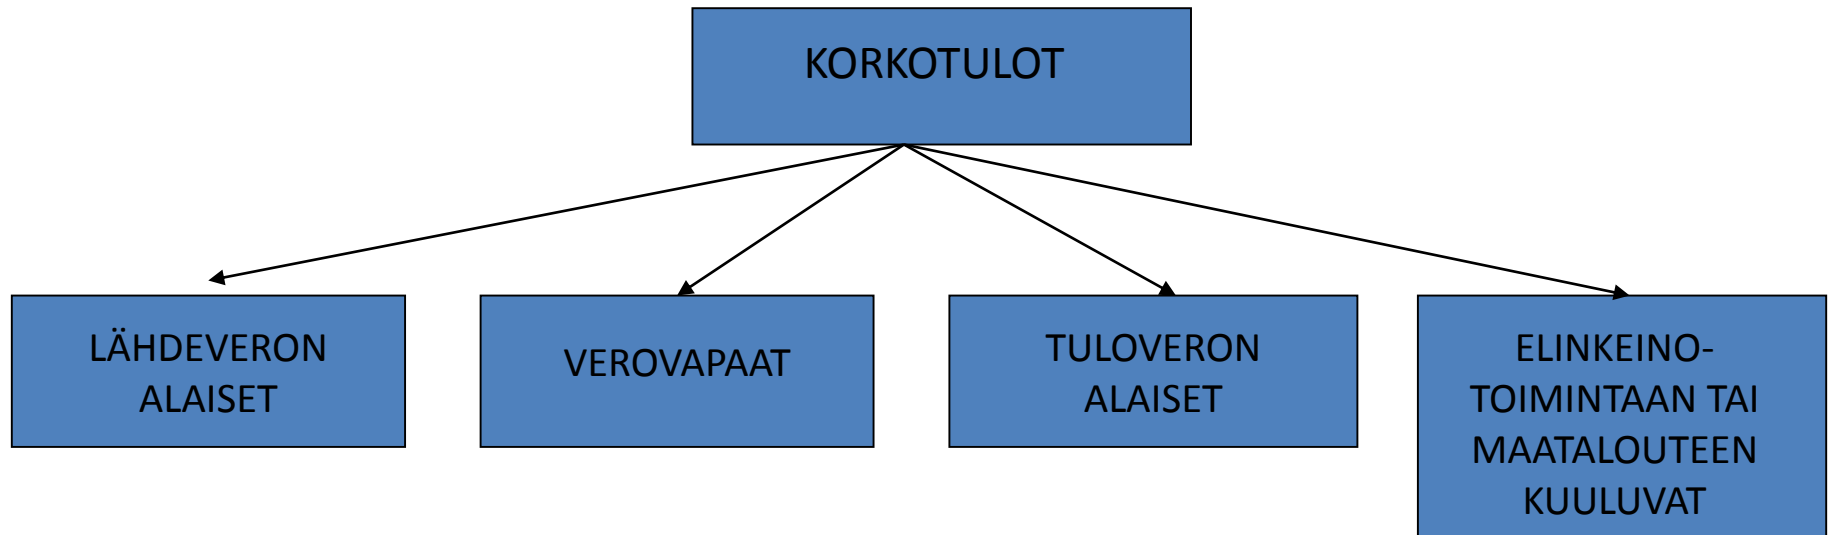 KORKOTULOT
LÄHDEVERON
ALAISET
VEROVAPAAT
TULOVERON
ALAISET
ELINKEINO-
TOIMINTAAN TAI
MAATALOUTEEN
KUULUVAT